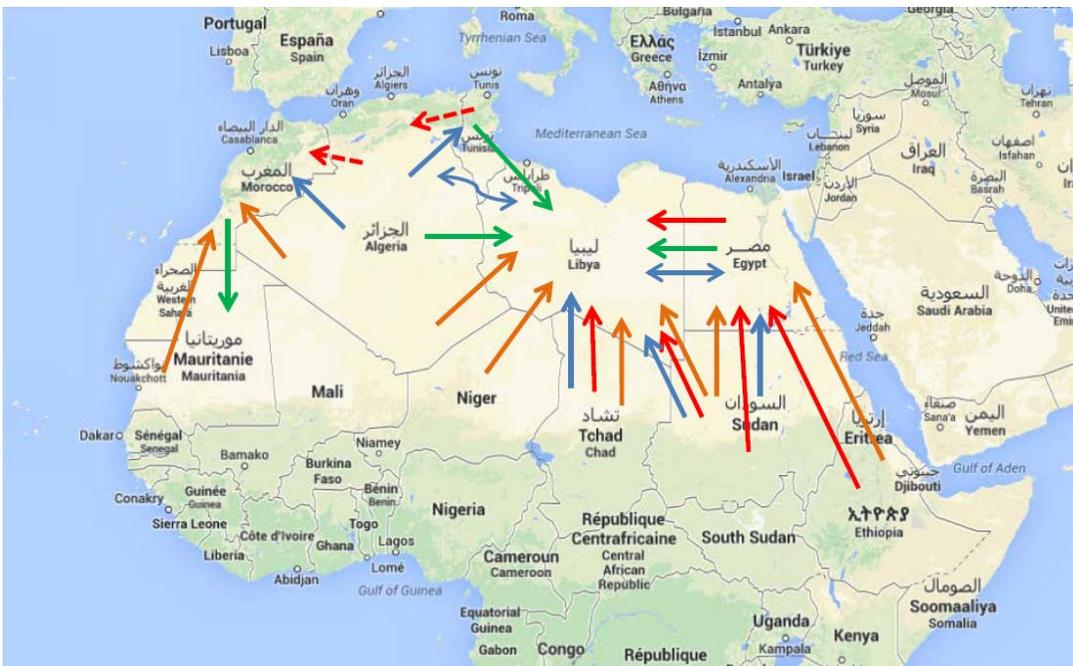 Portugal
Lisboa
España
Spain
Roma
Tyrrhenian Sea
Ελλάς
Greece
Αθήνα
Athens
Bulgaria
İstanbul
Ankara
İzmir
Türkiye
Turkey
Antalya
Georgia
الموصل
Mosul
تهران
Tehran
الجزائر
Algiers
وهران
Oran
تونس
Tunis
الدار البيضاء
Casablanca
المغرب
Morocco
تونس
Tunisia
Mediterranean Sea
طرابلس
Tripoli
سوريا
Syria
لبنان
Lebanon
العراق
Iraq
اصفهان
Isfahan
الإسكندرية
Alexandria
Israel
الأردن
Jordan
البصرة
Basrah
الجزائر
Algeria
ليبيا
Libya
مصر
Egypt
الصحراء
الغربية
Western
Sahara
السعودية
Saudi Arabia
الدوحة
Doha
United
جدة
Jeddah
Red Sea
موريتانيا
Mauritanie
Mauritania
نواكشوط
Nouakchott
Mali
Niger
تشاد
Tchad
Chad
السودان
Sudan
إرتريا
Eritrea
صنعاء
Sana'a
اليمن
Yemen
Gulf of Aden
جيبوتي
Djibouti
Dakar
Sénégal
Senegal
Bamako
Niamey
Burkina
Faso
Bénin
Benin
Conakry
Guinée
Guinea
Sierra Leone
Côte d'Ivoire
Ghana
Togo
Lagos
Liberia
Lomé
Abidjan
Nigeria
Gulf of Guinea
Cameroun
Cameroon
République
Centrafricaine
Central
African
Republic
South Sudan
ኢትዮጵያ
Ethiopia
الصومال
Soomaaliya
Somalia
Equatorial
Guinea
Gabon
Congo
République
Uganda
Kampala
Kenya